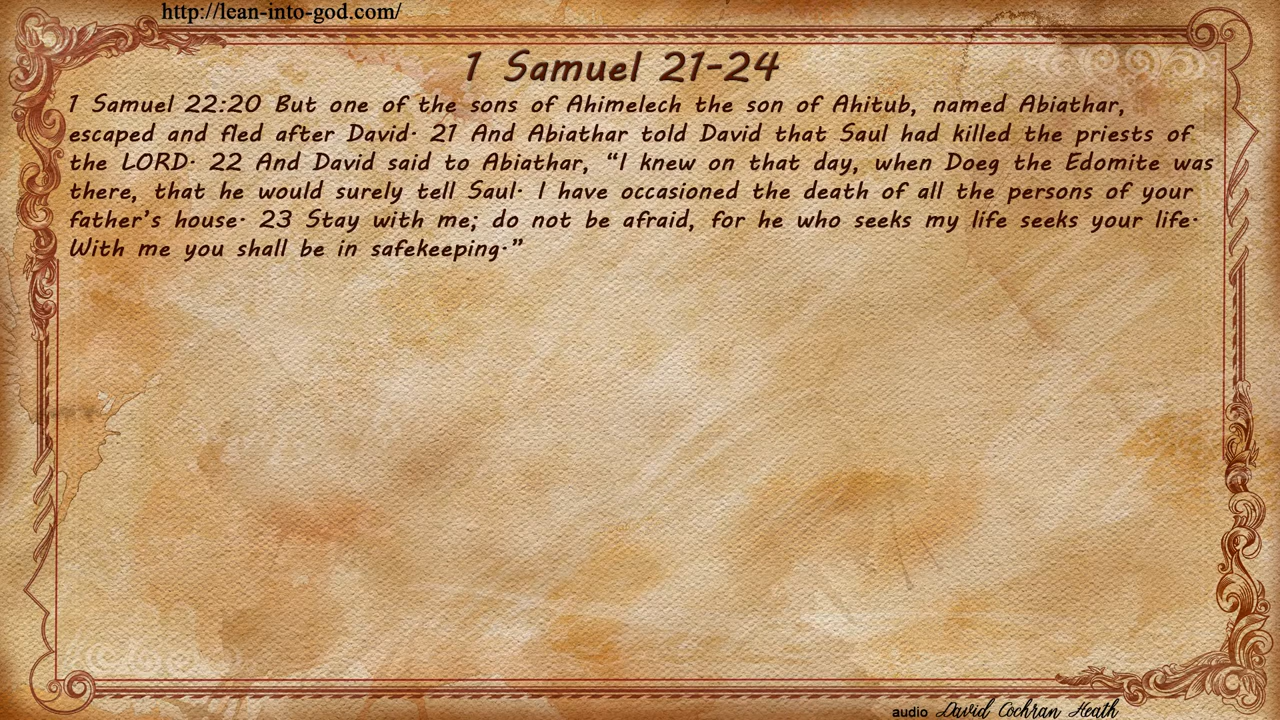 http://lean-into-god.com/
1 Samuel 21-24
1 Samuel 22:20 But one of the sons of Ahimelech the son of Ahitub, named Abiathar,
escaped and fled after David. 21 And Abiathar told David that Saul had killed the priests of
the LORD. 22 And David said to Abiathar, “I knew on that day, when Doeg the Edomite was
there, that he would surely tell Saul. I have occasioned the death of all the persons of your
father’s house. 23 Stay with me; do not be afraid, for he who seeks my life seeks your life.
With me you shall be in safekeeping.”
audio David Cochran Heath